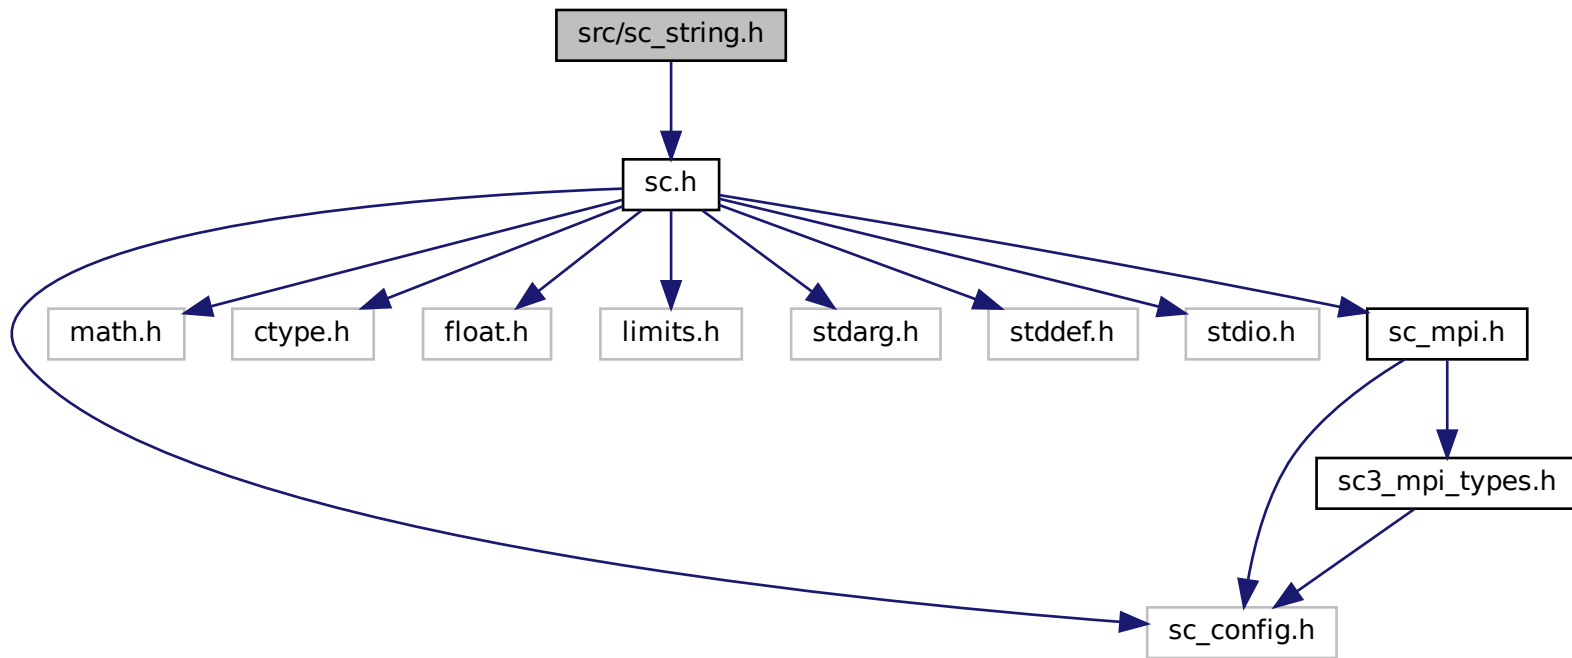 src/sc_string.h
sc.h
math.h
ctype.h
float.h
limits.h
stdarg.h
stddef.h
stdio.h
sc_mpi.h
sc3_mpi_types.h
sc_config.h